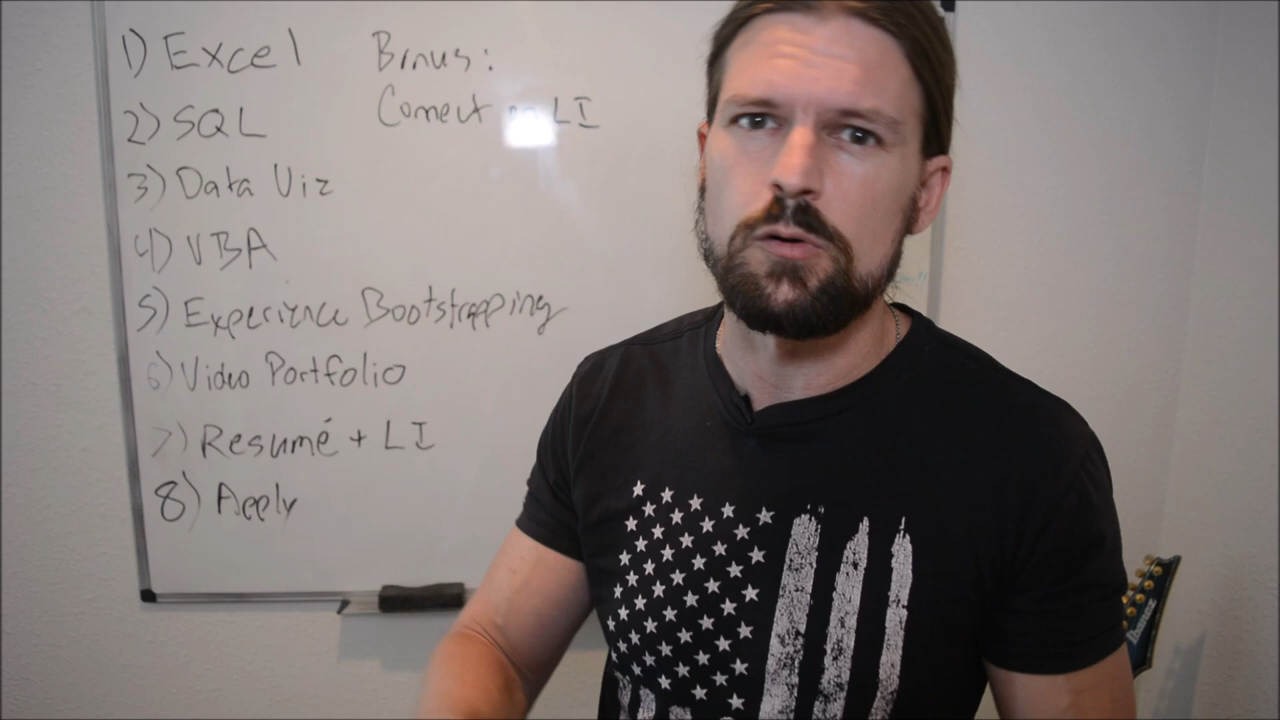 1) Excel
2) SQL
3) Data Viz
4) VBA
5) Experience Bootstrapping
6) Video Portfolio
7) Resumé + LI
8) Apply
Bonus:
Connect LI
Ibanez